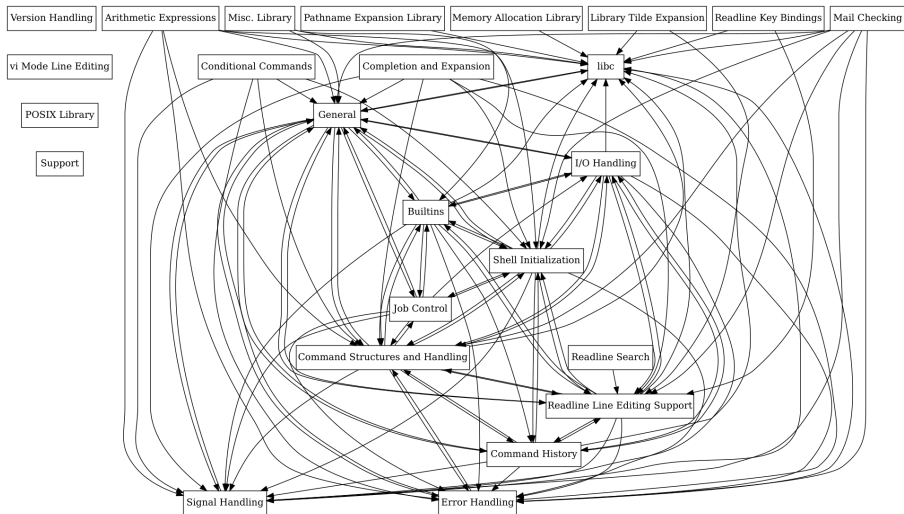 Version Handling
Arithmetic Expressions
Misc. Library
Pathname Expansion Library
Memory Allocation Library
Library Tilde Expansion
Readline Key Bindings
Mail Checking
vi Mode Line Editing
Conditional Commands
Completion and Expansion
libc
POSIX Library
General
Support
I/O Handling
Builtins
Shell Initialization
Job Control
Command Structures and Handling
Readline Search
Readline Line Editing Support
Command History
Signal Handling
Error Handling